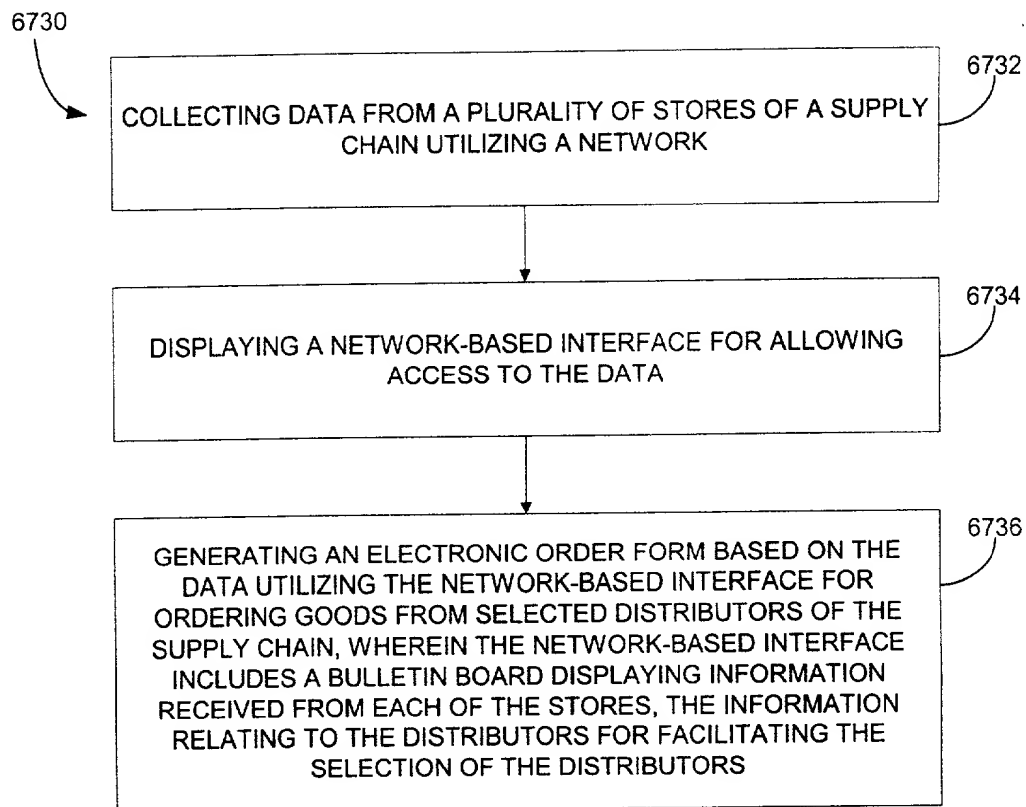 6730
6732
COLLECTING DATA FROM A PLURALITY OF STORES OF A SUPPLY
CHAIN UTILIZING A NETWORK
6734
DISPLAYING A NETWORK-BASED INTERFACE FOR ALLOWING
ACCESS TO THE DATA
6736
GENERATING AN ELECTRONIC ORDER FORM BASED ON THE
DATA UTILIZING THE NETWORK-BASED INTERFACE FOR
ORDERING GOODS FROM SELECTED DISTRIBUTORS OF THE
SUPPLY CHAIN, WHEREIN THE NETWORK-BASED INTERFACE
INCLUDES A BULLETIN BOARD DISPLAYING INFORMATION
RECEIVED FROM EACH OF THE STORES, THE INFORMATION
RELATING TO THE DISTRIBUTORS FOR FACILITATING THE
SELECTION OF THE DISTRIBUTORS